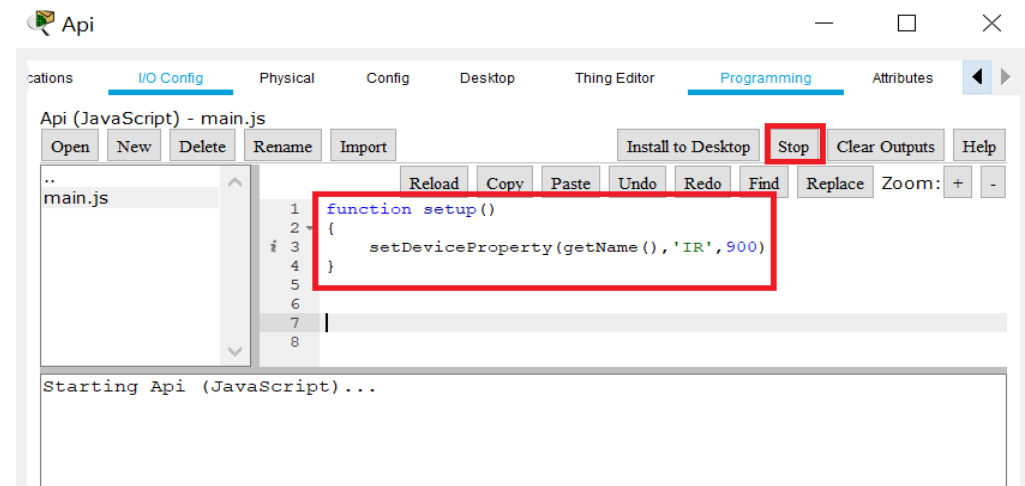 Api
cations I/O Config Physical Config Desktop Thing Editor Programming Attributes
Api (JavaScript) - main.js
Open New Delete Rename Import Install to Desktop Stop Clear Outputs Help
.. Reload Copy Paste Undo Redo Find Replace Zoom: + -
main.js
1 function setup()
2 {
i 3 setDeviceProperty(getName(),'IR',900)
4 }
5
6
7
8
Starting Api (JavaScript)...